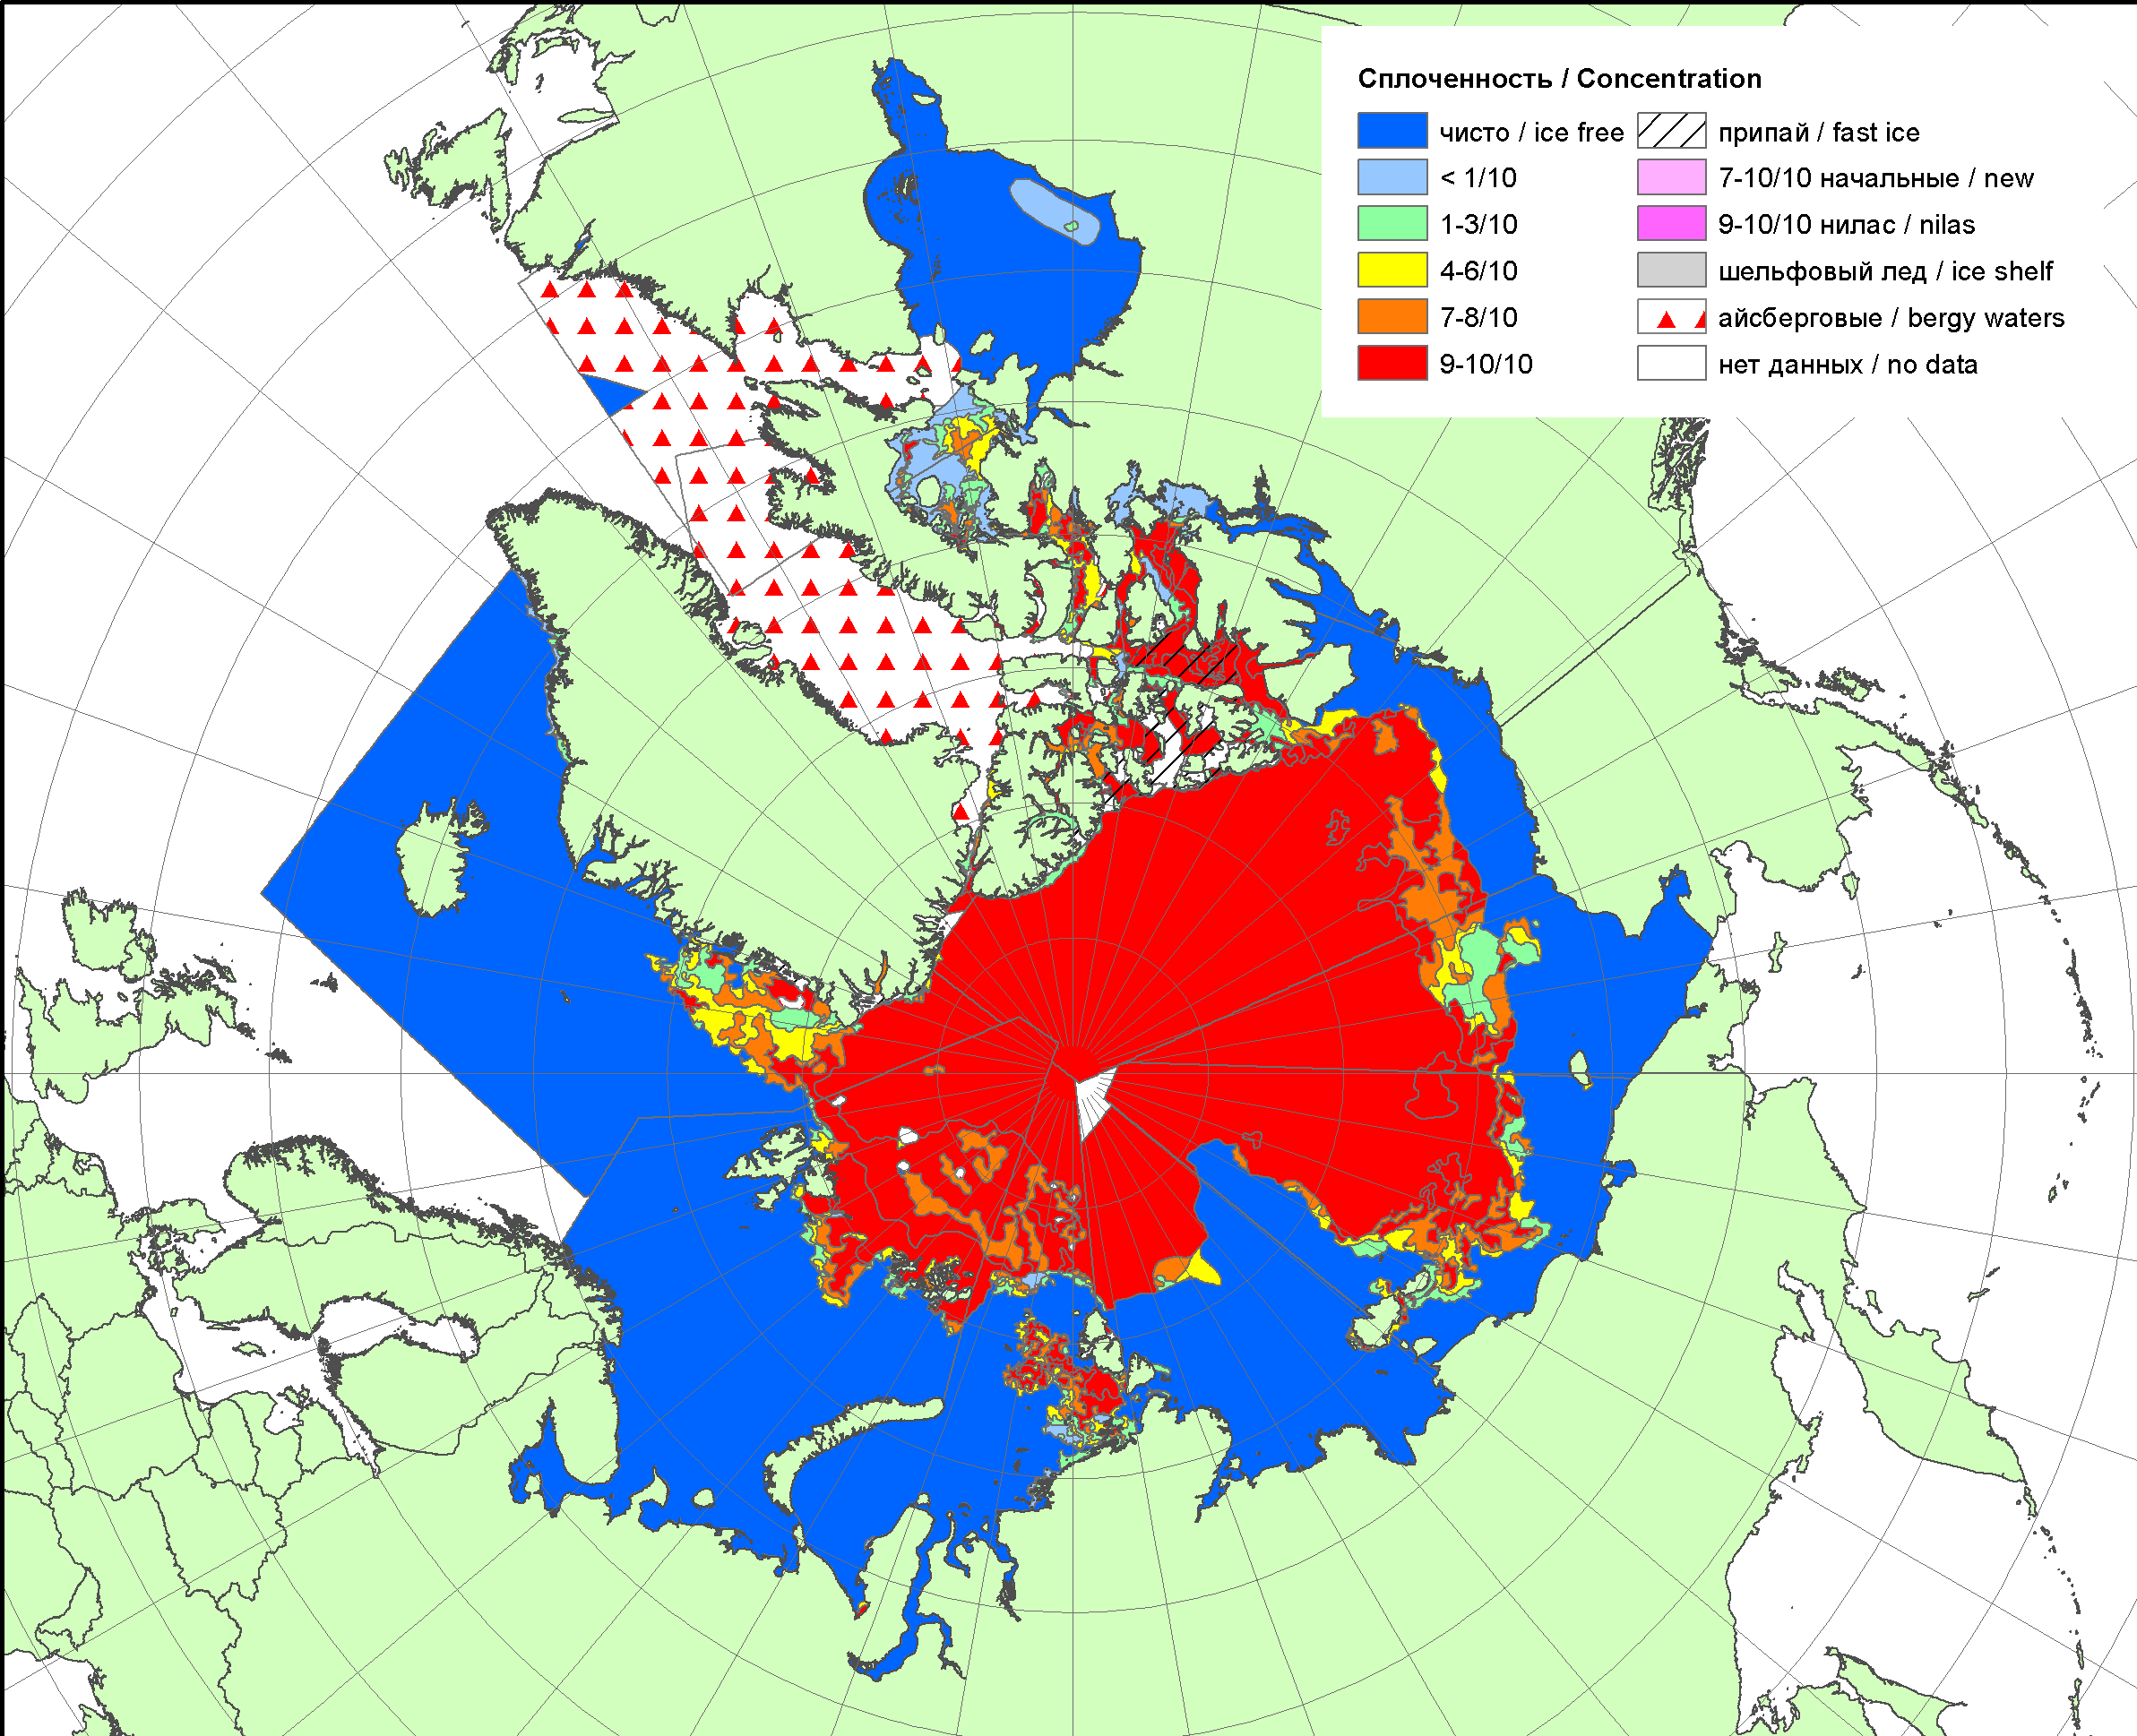 Сплоченность / Concentration
чисто / ice free
< 1/10
1-3/10
4-6/10
7-8/10
9-10/10
припай / fast ice
7-10/10 начальные / new
9-10/10 нилас / nilas
шельфовый лед / ice shelf
айсберговые / bergy waters
нет данных / no data